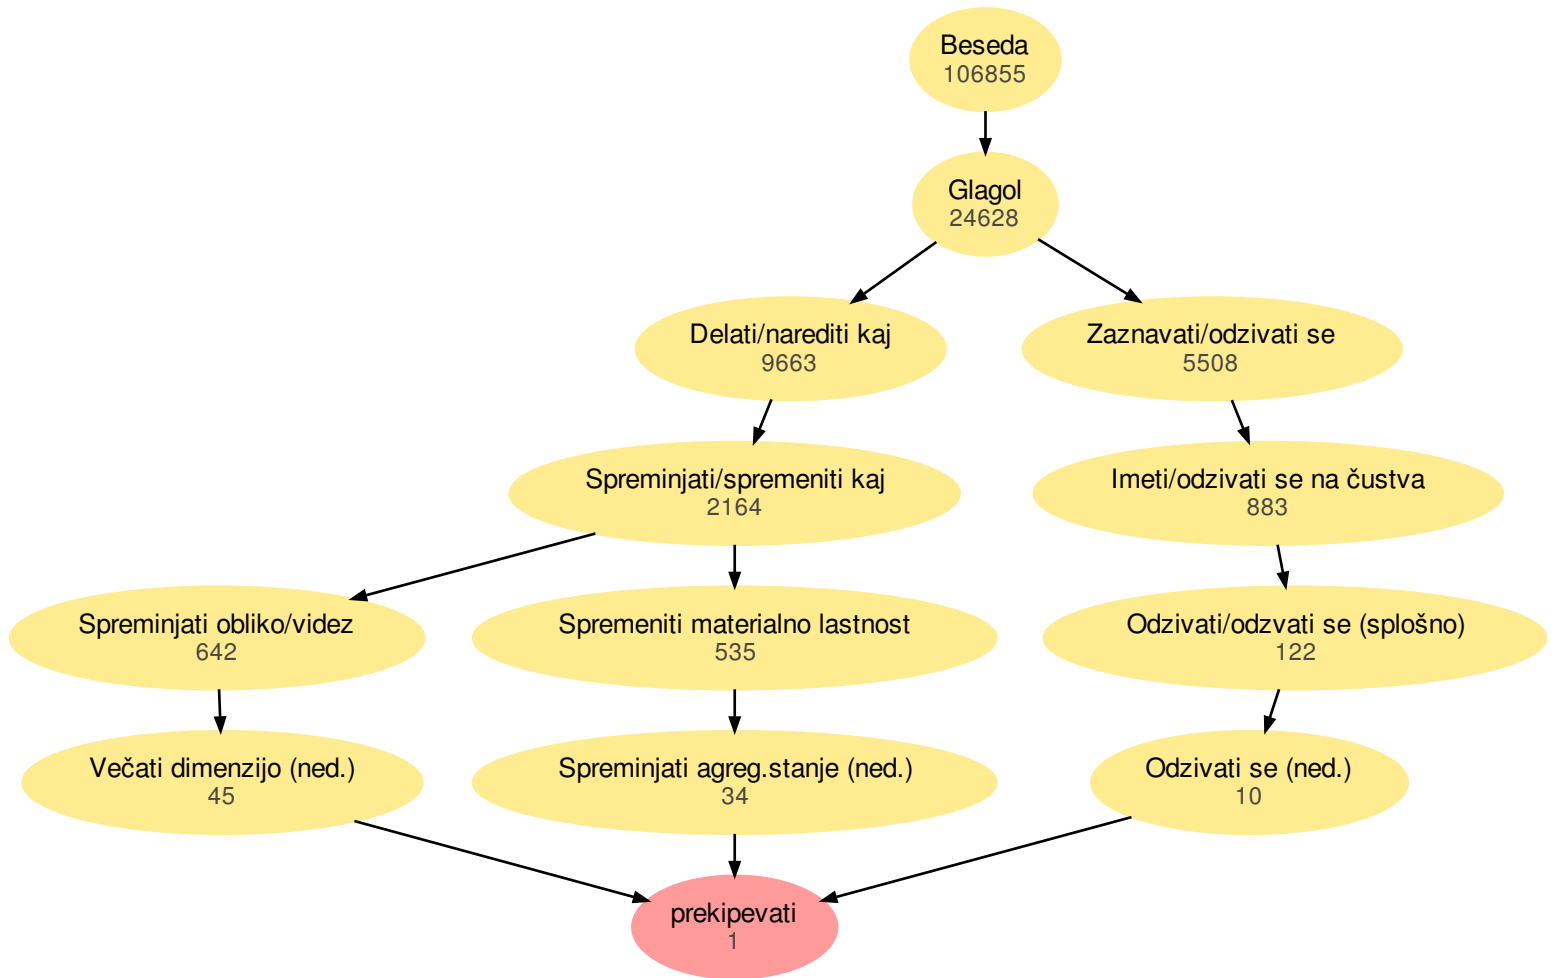 Beseda
106855
Glagol
24628
Delati/narediti kaj
9663
Zaznavati/odzivati se
5508
Spreminjati/spremeniti kaj
2164
Imeti/odzivati se na čustva
883
Spreminjati obliko/videz
642
Spremeniti materialno lastnost
535
Odzivati/odzvati se (splošno)
122
Večati dimenzijo (ned.)
45
Spreminjati agreg.stanje (ned.)
34
Odzivati se (ned.)
10
prekipevati
1